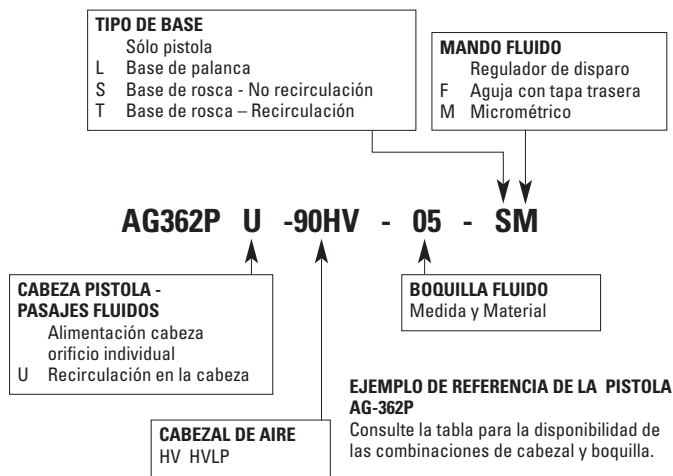 TIPO DE BASE
Sólo pistola
L Base de palanca
S Base de rosca - No recirculación
T Base de rosca – Recirculación
MANDO FLUIDO
Regulador de disparo
F Aguja con tapa trasera
M Micrométrico
AG362P U -90HV - 05 - SM
CABEZA PISTOLA -
PASAJES FLUIDOS
Alimentación cabeza
orificio individual
U Recirculación en la cabeza
BOQUILLA FLUIDO
Medida y Material
CABEZAL DE AIRE
HV HVLP
EJEMPLO DE REFERENCIA DE LA PISTOLA
AG-362P
Consulte la tabla para la disponibilidad de
las combinaciones de cabezal y boquilla.